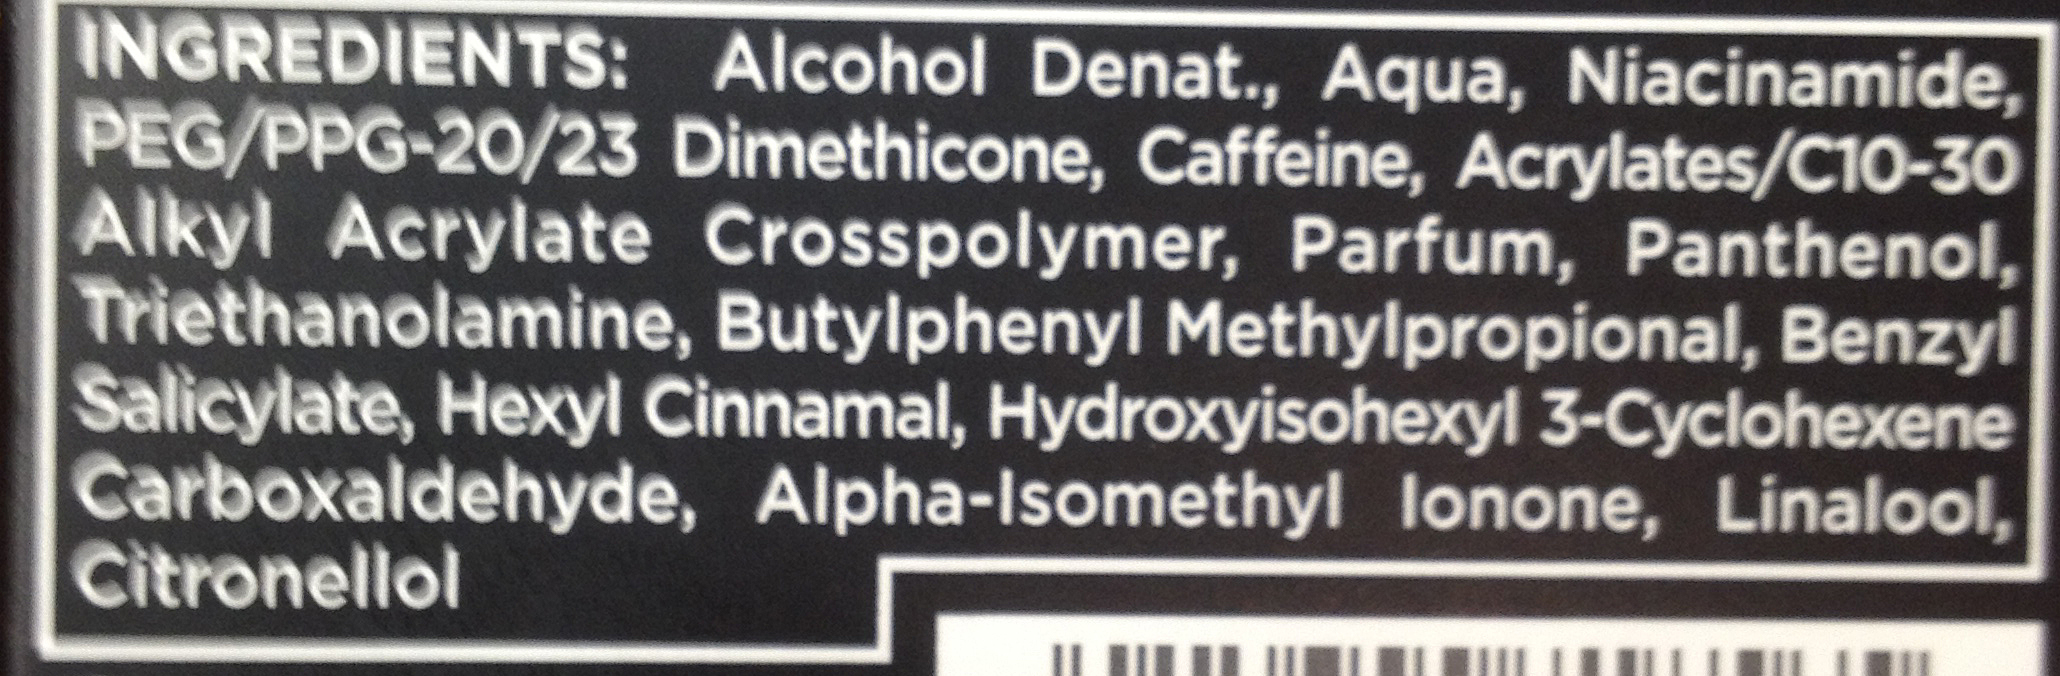 INGREDIENTS: Alcohol Denat., Aqua, Niacinamide,
PEG/PPG-20/23 Dimethicone, Caffeine, Acrylates/C10-30
Alkyl Acrylate Crosspolymer, Parfum, Panthenol,
Triethanolamine, Butylphenyl Methylpropional, Benzyl
Salicylate, Hexyl Cinnamal, Hydroxyisohexyl 3-Cyclohexene
Carboxaldehyde, Alpha-Isomethyl Ionone, Linalool,
Citronellol